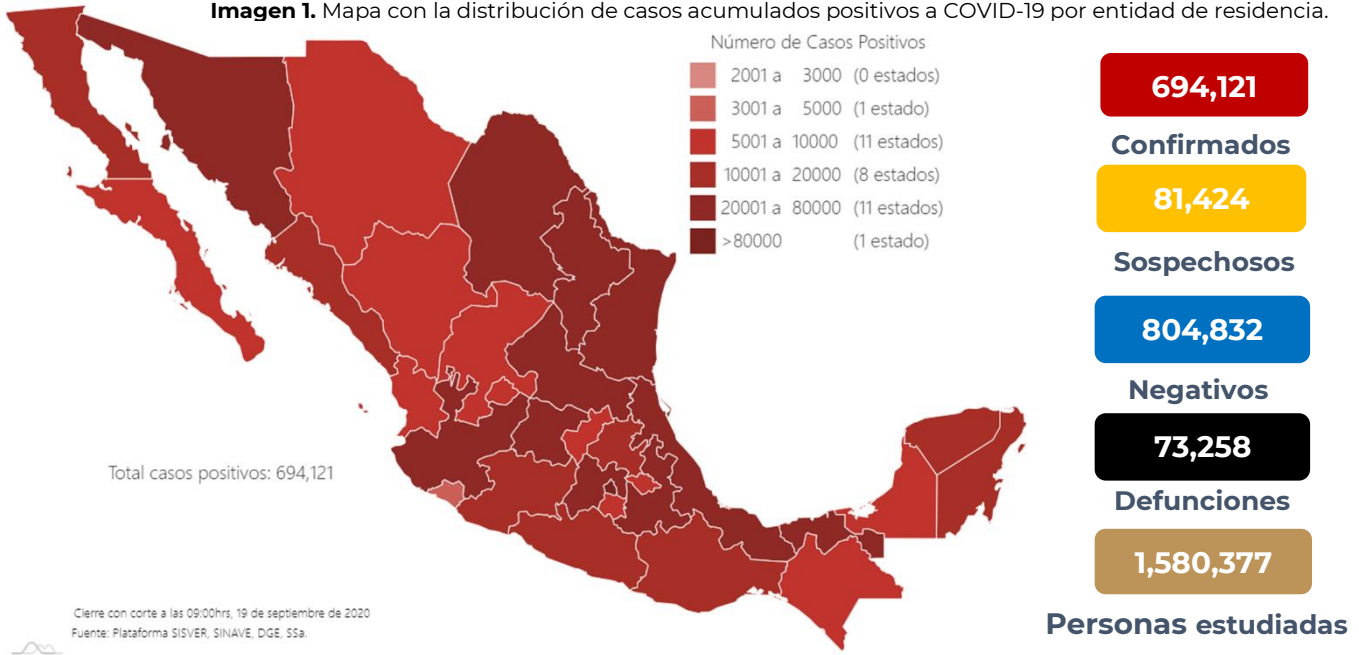 Imagen 1. Mapa con la distribución de casos acumulados positivos a COVID-19 por entidad de residencia.
Número de Casos Positivos
2001 a 3000 (0 estados)
3001 a 5000 (1 estado)
5001 a 10000 (11 estados)
10001 a 20000 (8 estados)
20001 a 80000 (11 estados)
>80000 (1 estado)
694,121
Confirmados
81,424
Sospechosos
804,832
Negativos
73,258
Defunciones
1,580,377
Personas estudiadas
Total casos positivos: 694,121
Cierre con corte a las 09:00hrs, 19 de septiembre de 2020
Fuente: Plataforma SISVER, SINAVE, DGE, SSa.